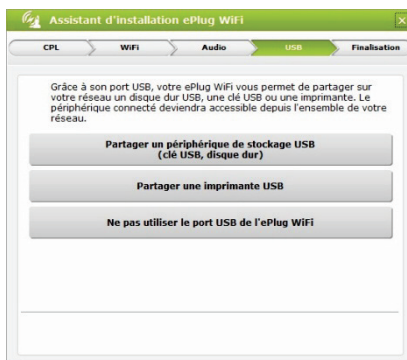 Assistant d'installation ePlug WiFi
CPL WiFi Audio USB Finalisation
Grâce à son port USB, votre ePlug WiFi vous permet de partager sur
votre réseau un disque dur USB, une clé USB ou une imprimante. Le
périphérique connecté deviendra accessible depuis l'ensemble de votre
réseau.
Partager un périphérique de stockage USB
(clé USB, disque dur)
Partager une imprimante USB
Ne pas utiliser le port USB de l'ePlug WiFi